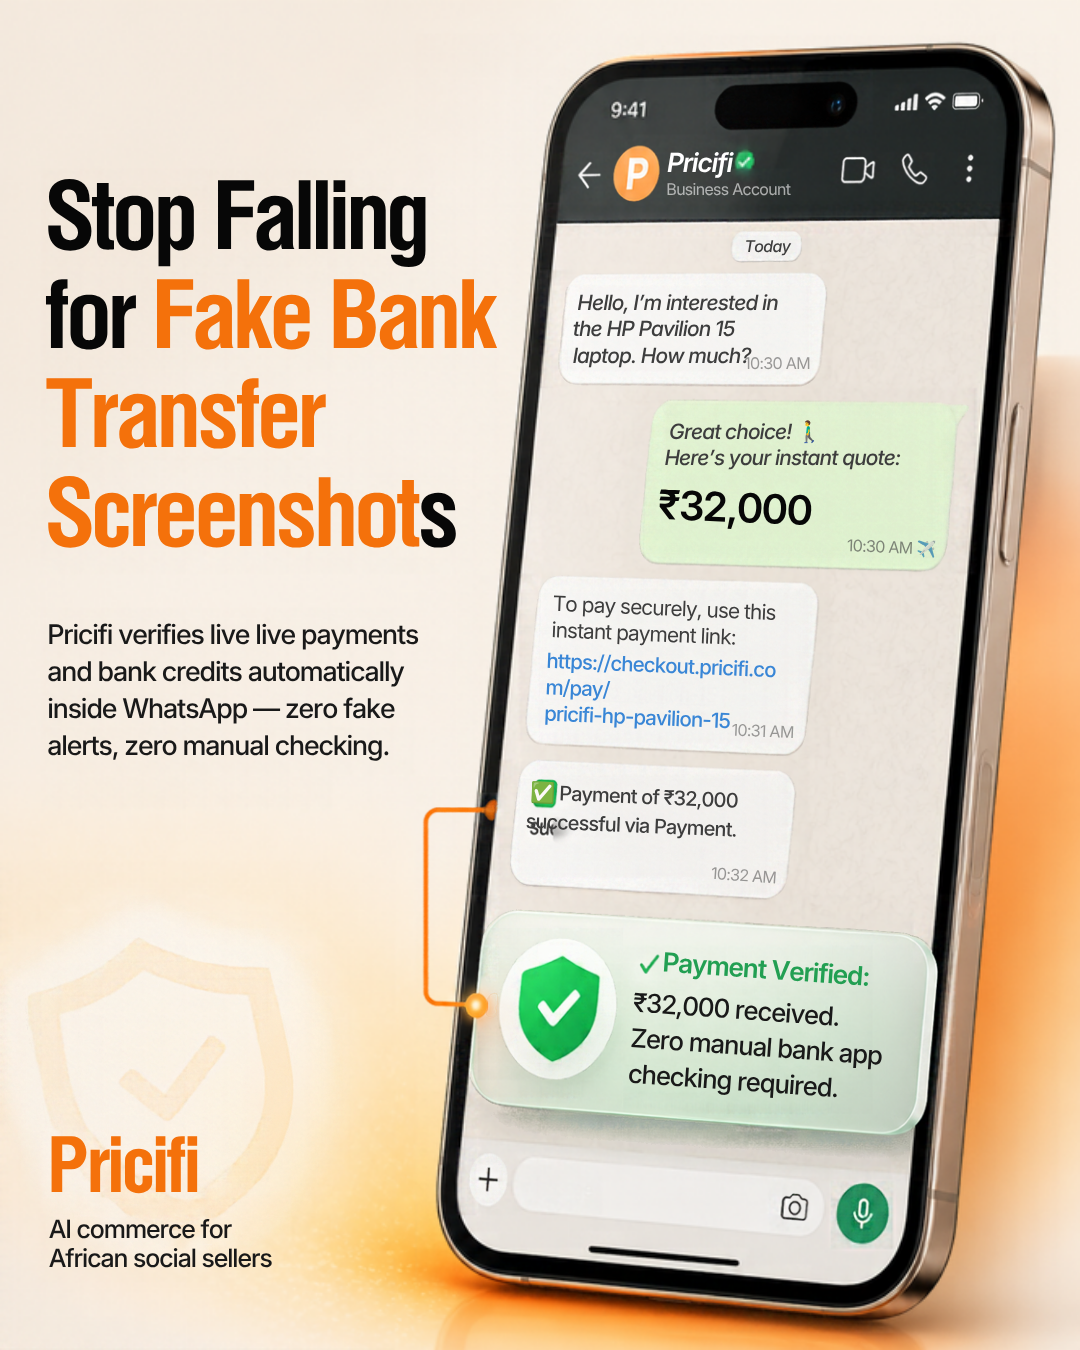 Stop Falling
for Fake Bank
Transfer
Screenshots
Pricifi verifies live live payments
and bank credits automatically
inside WhatsApp — zero fake
alerts, zero manual checking.
Pricifi
AI commerce for
African social sellers
9:41
P
Pricifi
Business Account
Today
Hello, I'm interested in
the HP Pavilion 15
laptop. How much?
10:30 AM
Great choice! 🚶
Here's your instant quote:
₹32,000
10:30 AM ✈️
To pay securely, use this
instant payment link:
https://checkout.pricifi.co
m/pay/
pricifi-hp-pavilion-15
10:31 AM
✅ Payment of ₹32,000
successful via Payment.
10:32 AM
✓ Payment Verified:
₹32,000 received.
Zero manual bank app
checking required.